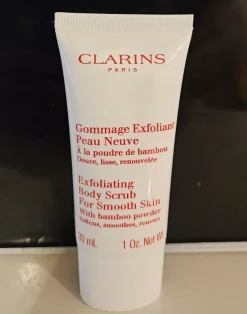 CLARINS
PARIS
Gommage Exfoliant
Peau Neuve
À la poudre de bambou
Douce, lisse, renouvelée
Exfoliating
Body Scrub
For Smooth Skin
With bamboo powder
Softens, smoothes, renews
30 mL 1 Oz. Net Wt.